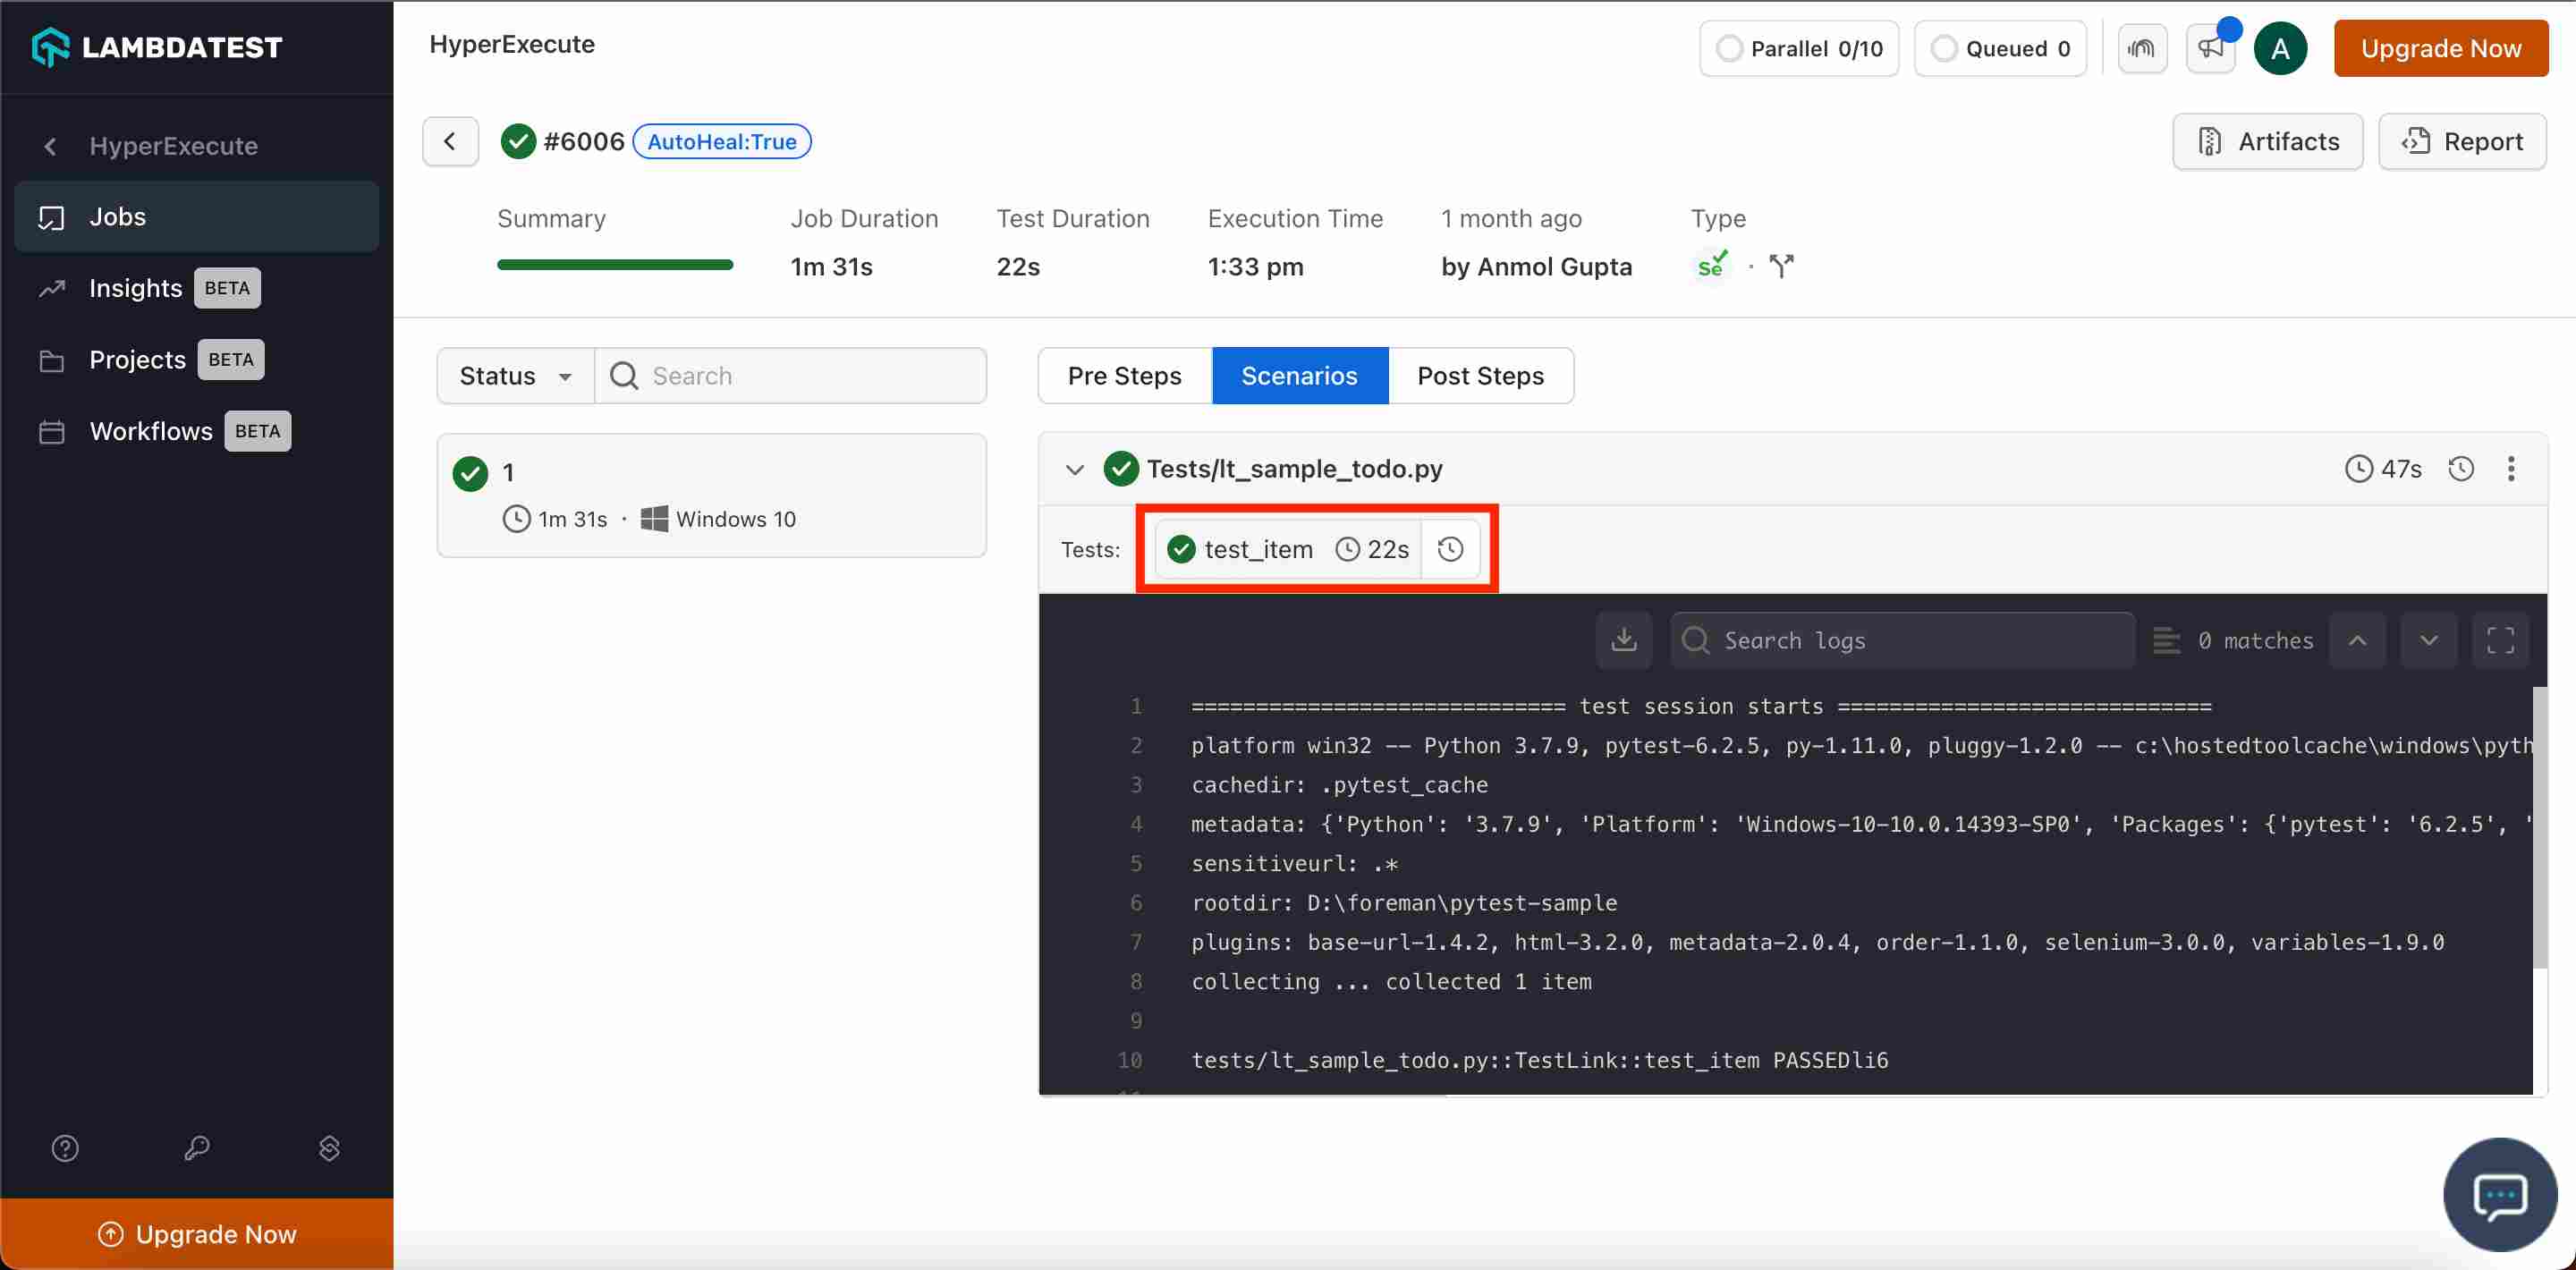 LAMBDATEST
HyperExecute
Jobs
Insights BETA
Projects BETA
Workflows BETA
Upgrade Now
HyperExecute
Parallel 0/10
Queued 0
A
Upgrade Now
#6006 AutoHeal:True
Artifacts
Report
Summary
Job Duration
1m 31s
Test Duration
22s
Execution Time
1:33 pm
1 month ago
by Anmol Gupta
Type
Se
Status
Search
1
1m 31s · Windows 10
Pre Steps
Scenarios
Post Steps
Tests/lt_sample_todo.py
47s
Tests: test_item 22s
Search logs
0 matches
1 ============================= test session starts =============================
2 platform win32 -- Python 3.7.9, pytest-6.2.5, py-1.11.0, pluggy-1.2.0 -- c:\hostedtoolcache\windows\pyth
3 cachedir: .pytest_cache
4 metadata: {'Python': '3.7.9', 'Platform': 'Windows-10-10.0.14393-SP0', 'Packages': {'pytest': '6.2.5', '
5 sensitiveurl: .*
6 rootdir: D:\foreman\pytest-sample
7 plugins: base-url-1.4.2, html-3.2.0, metadata-2.0.4, order-1.1.0, selenium-3.0.0, variables-1.9.0
8 collecting ... collected 1 item
9
10 tests/lt_sample_todo.py::TestLink::test_item PASSEDli6